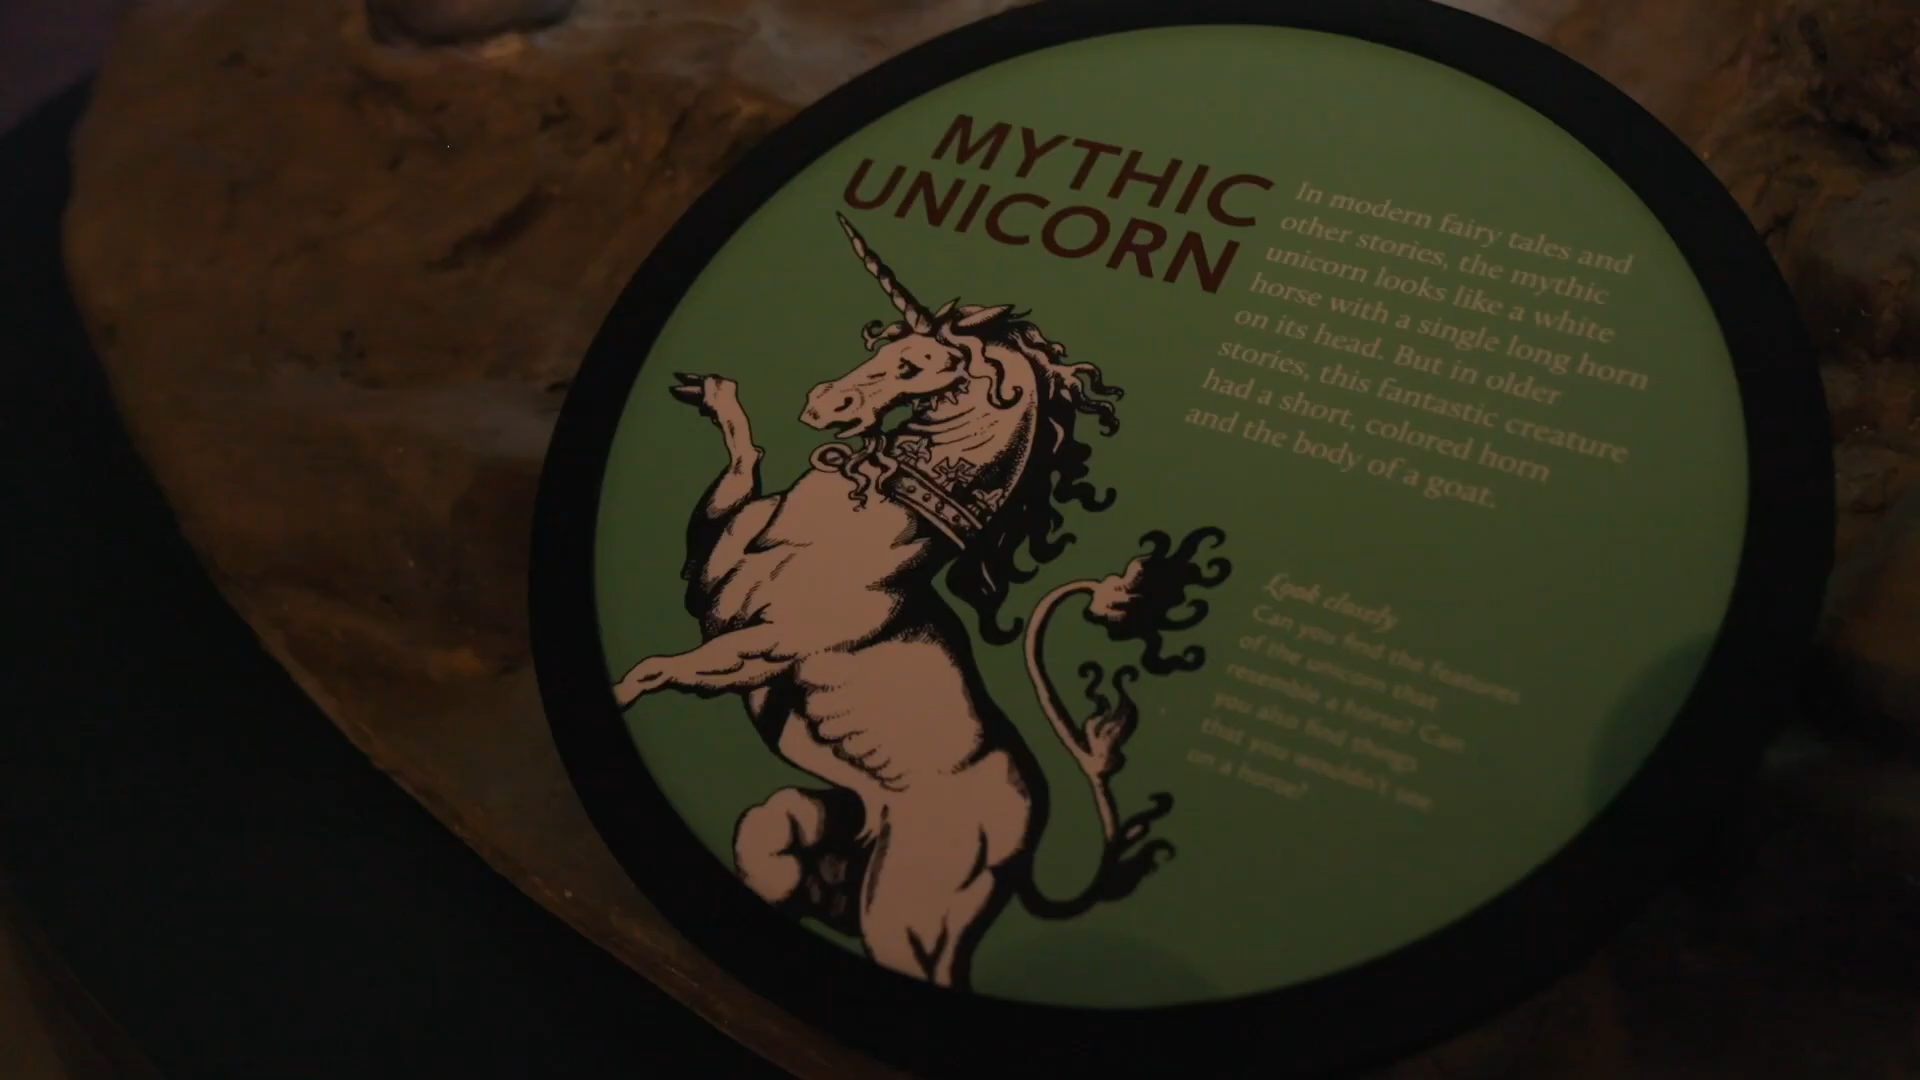 MYTHIC
UNICORN
In modern fairy tales and
other stories, the mythic
unicorn looks like a white
horse with a single long horn
on its head. But in older
stories, this fantastic creature
had a short, colored horn
and the body of a goat.
Look closely
Can you find the features
of the unicorn that
resemble a horse? Can
you also find things
that you wouldn't see
on a horse?